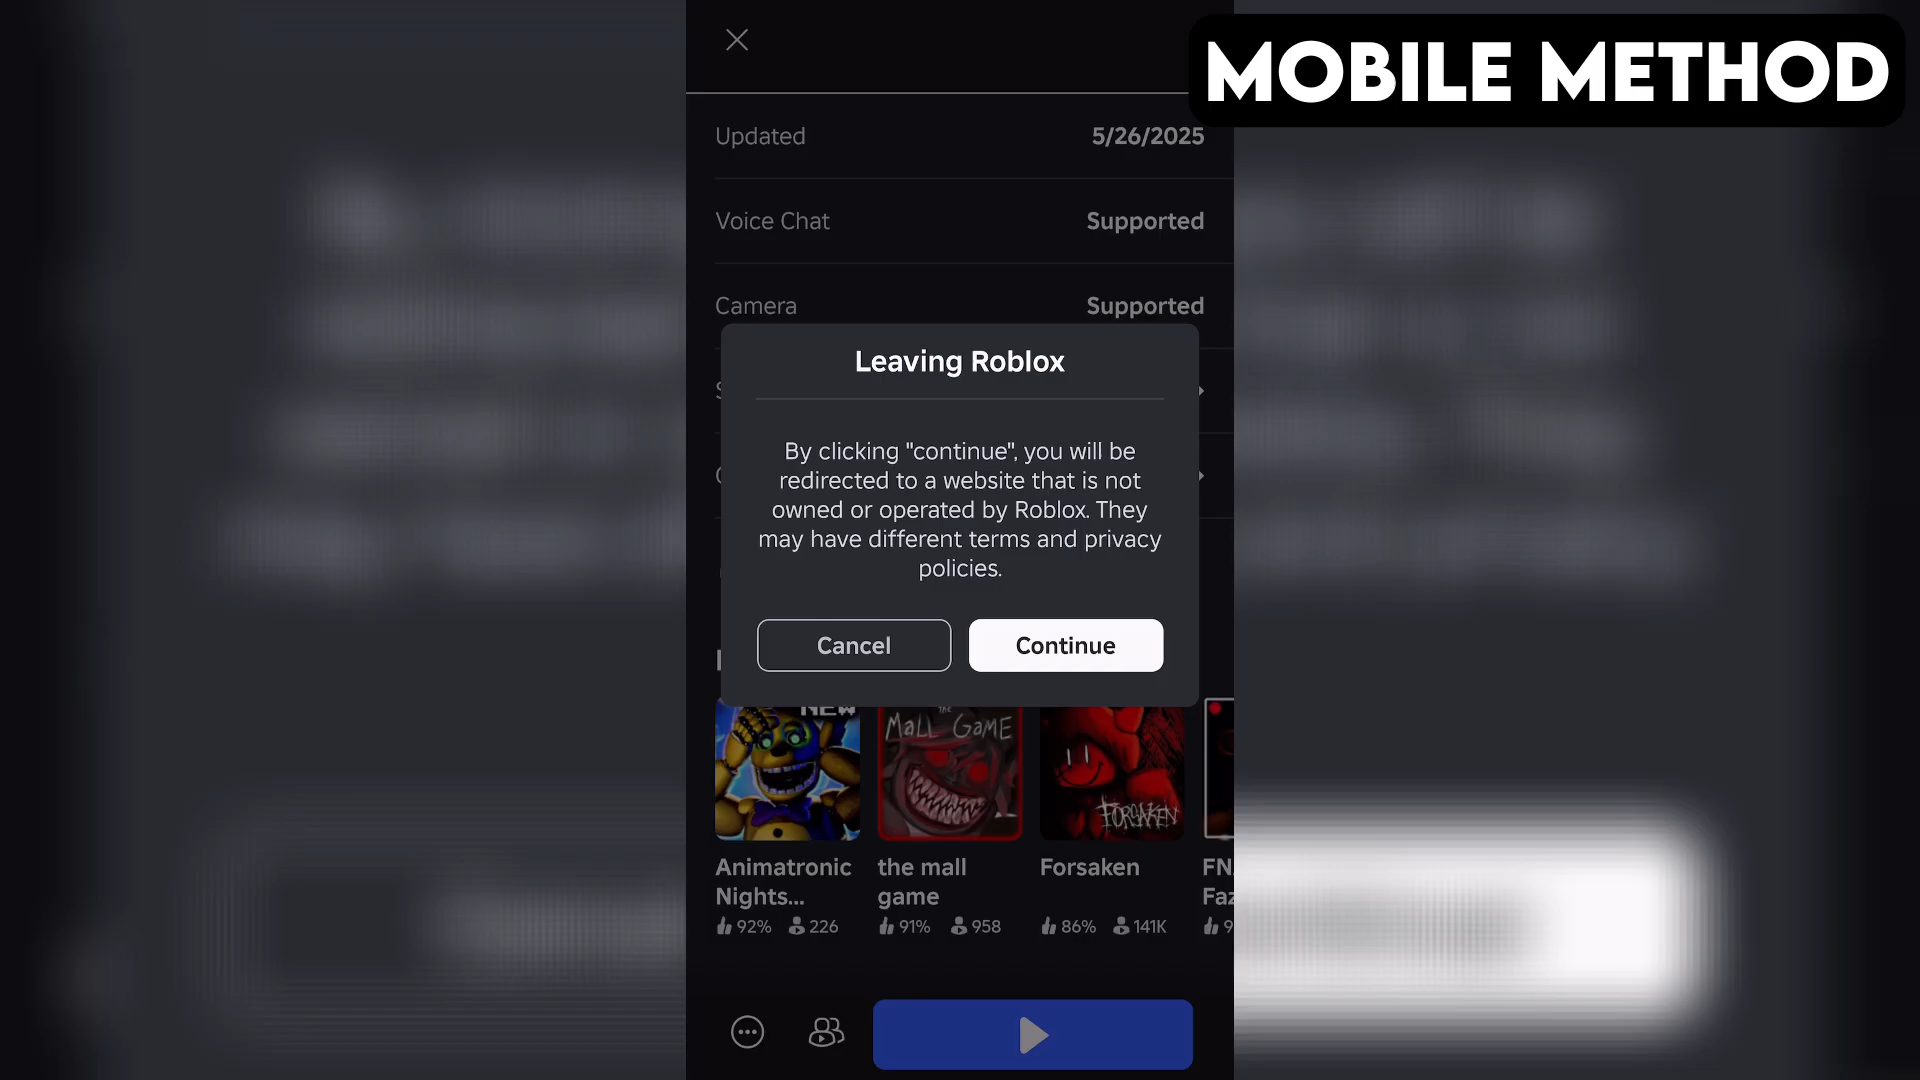 MOBILE METHOD
Updated 5/26/2025
Voice Chat Supported
Camera Supported
Leaving Roblox
By clicking "continue", you will be
redirected to a website that is not
owned or operated by Roblox. They
may have different terms and privacy
policies.
Cancel Continue
NEW
the
MALL GAME
FORSAKEN
Animatronic
Nights...
the mall
game
Forsaken
92% 226
91% 958
86% 141K